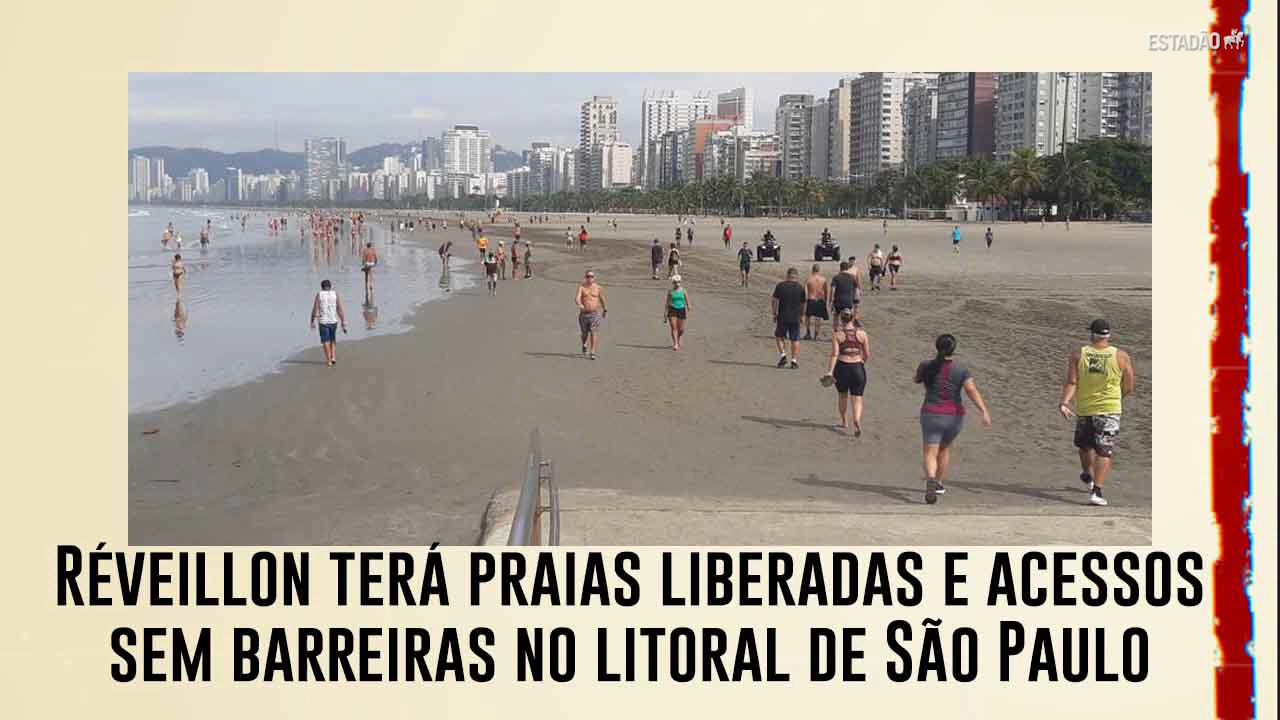 ESTADÃO
Réveillon terá praias liberadas e acessos
sem barreiras no litoral de São Paulo